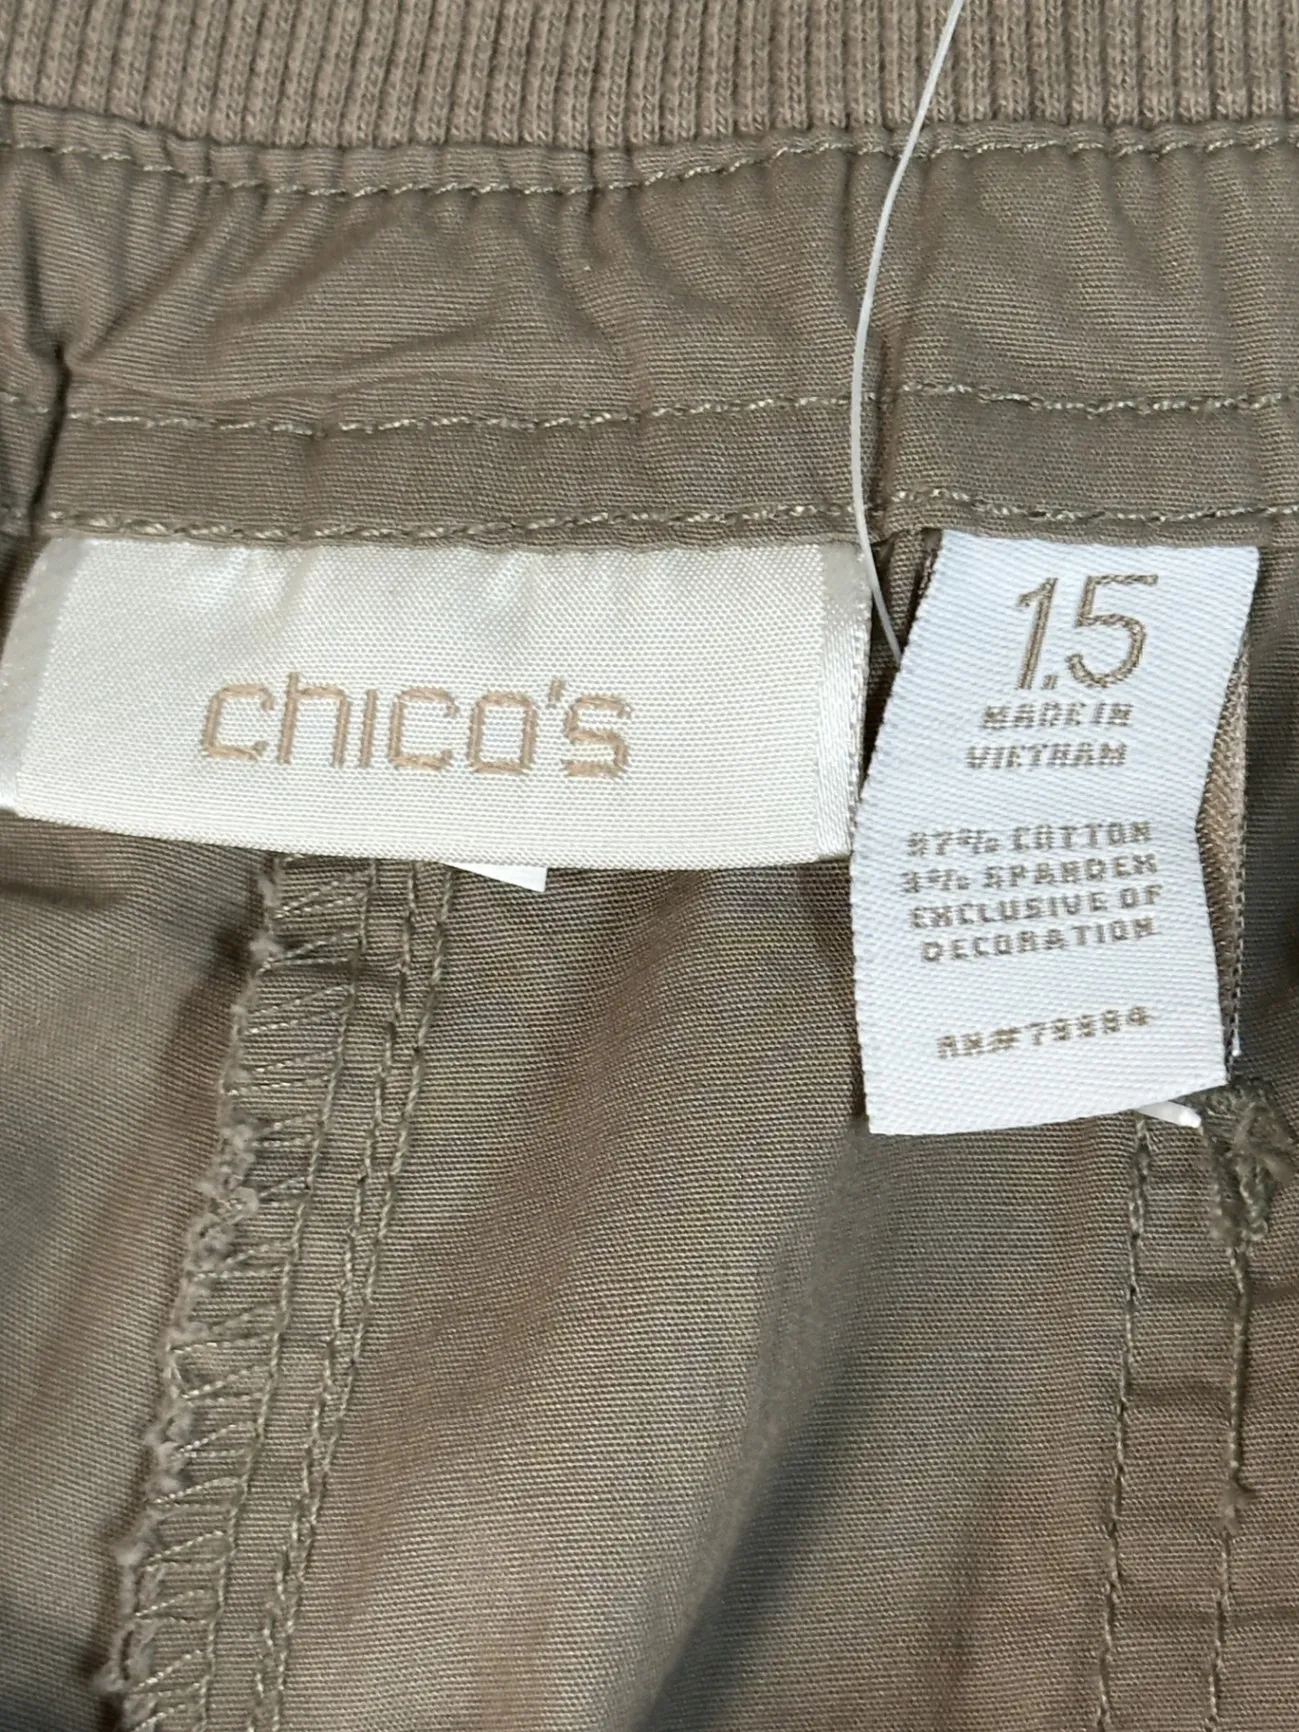 chico's
1.5
MADE IN
VIETNAM
97% COTTON
3% SPANDEX
EXCLUSIVE OF
DECORATION